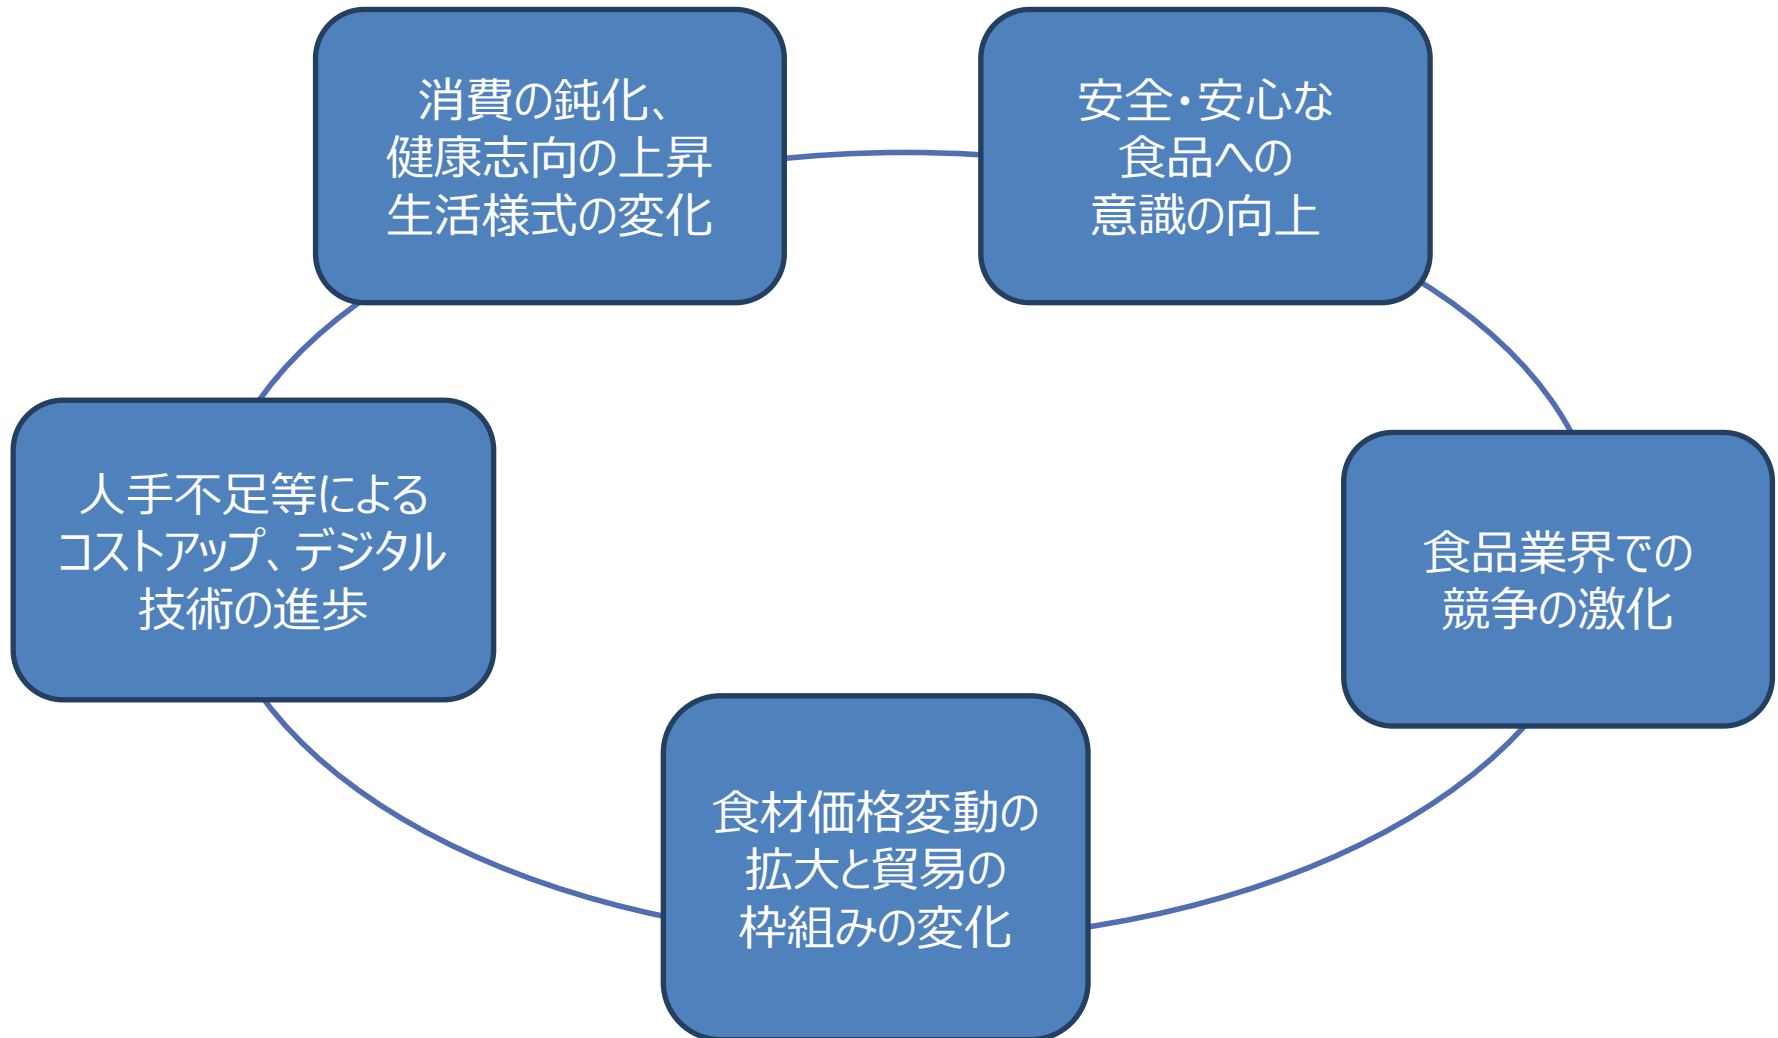 消費の鈍化、
健康志向の上昇
生活様式の変化
安全・安心な
食品への
意識の向上
人手不足等による
コストアップ、デジタル
技術の進歩
食品業界での
競争の激化
食材価格変動の
拡大と貿易の
枠組みの変化